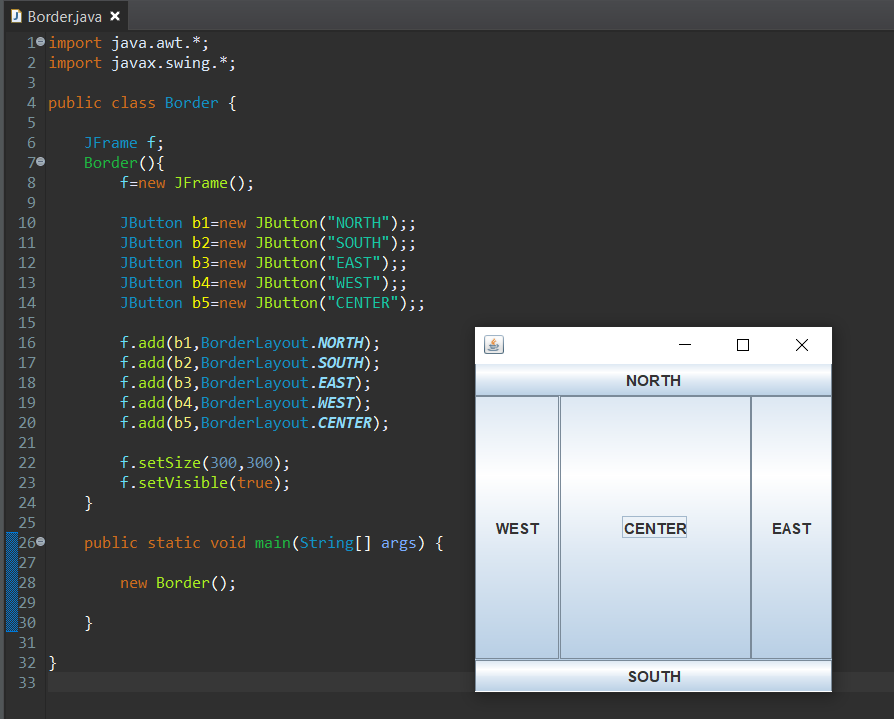 Border.java
1 import java.awt.*;
2 import javax.swing.*;
3
4 public class Border {
5
6     JFrame f;
7     Border(){
8         f=new JFrame();
9
10         JButton b1=new JButton("NORTH");;
11         JButton b2=new JButton("SOUTH");;
12         JButton b3=new JButton("EAST");;
13         JButton b4=new JButton("WEST");;
14         JButton b5=new JButton("CENTER");;
15
16         f.add(b1,BorderLayout.NORTH);
17         f.add(b2,BorderLayout.SOUTH);
18         f.add(b3,BorderLayout.EAST);
19         f.add(b4,BorderLayout.WEST);
20         f.add(b5,BorderLayout.CENTER);
21
22         f.setSize(300,300);
23         f.setVisible(true);
24     }
25
26     public static void main(String[] args) {
27
28         new Border();
29
30     }
31
32 }
33
NORTH
WEST CENTER EAST
SOUTH